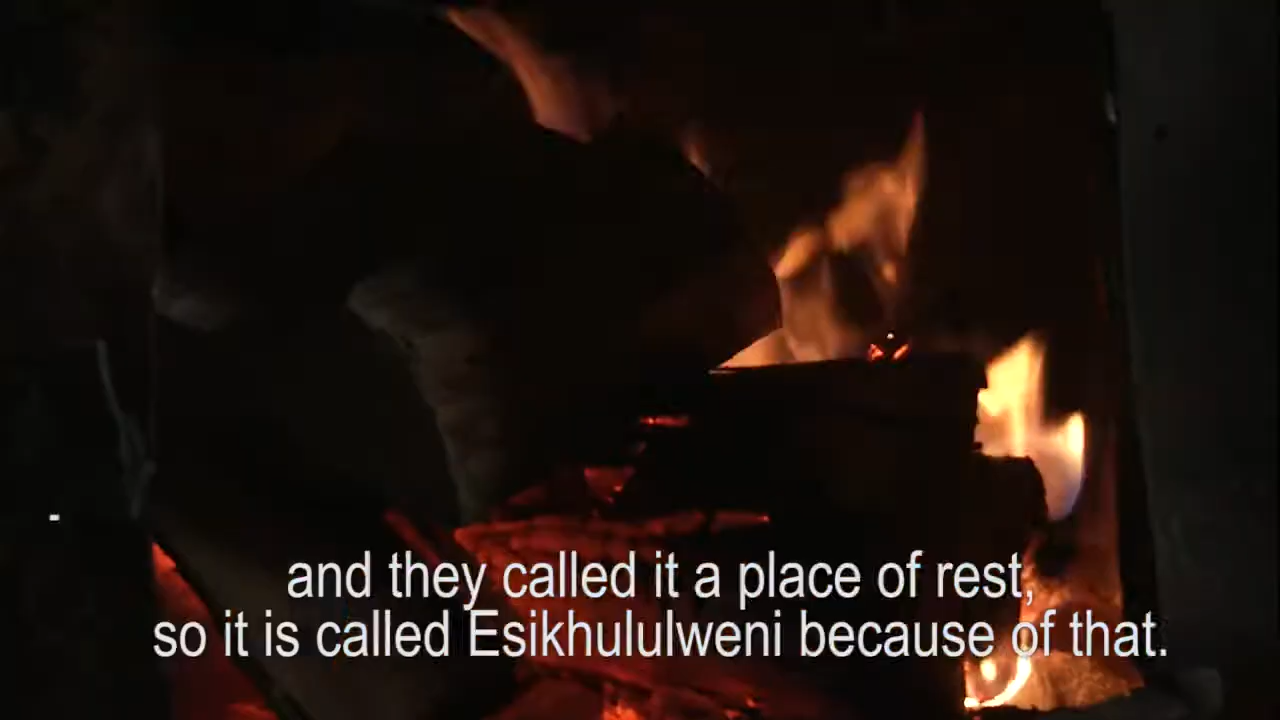 and they called it a place of rest,
so it is called Esikhululweni because of that.